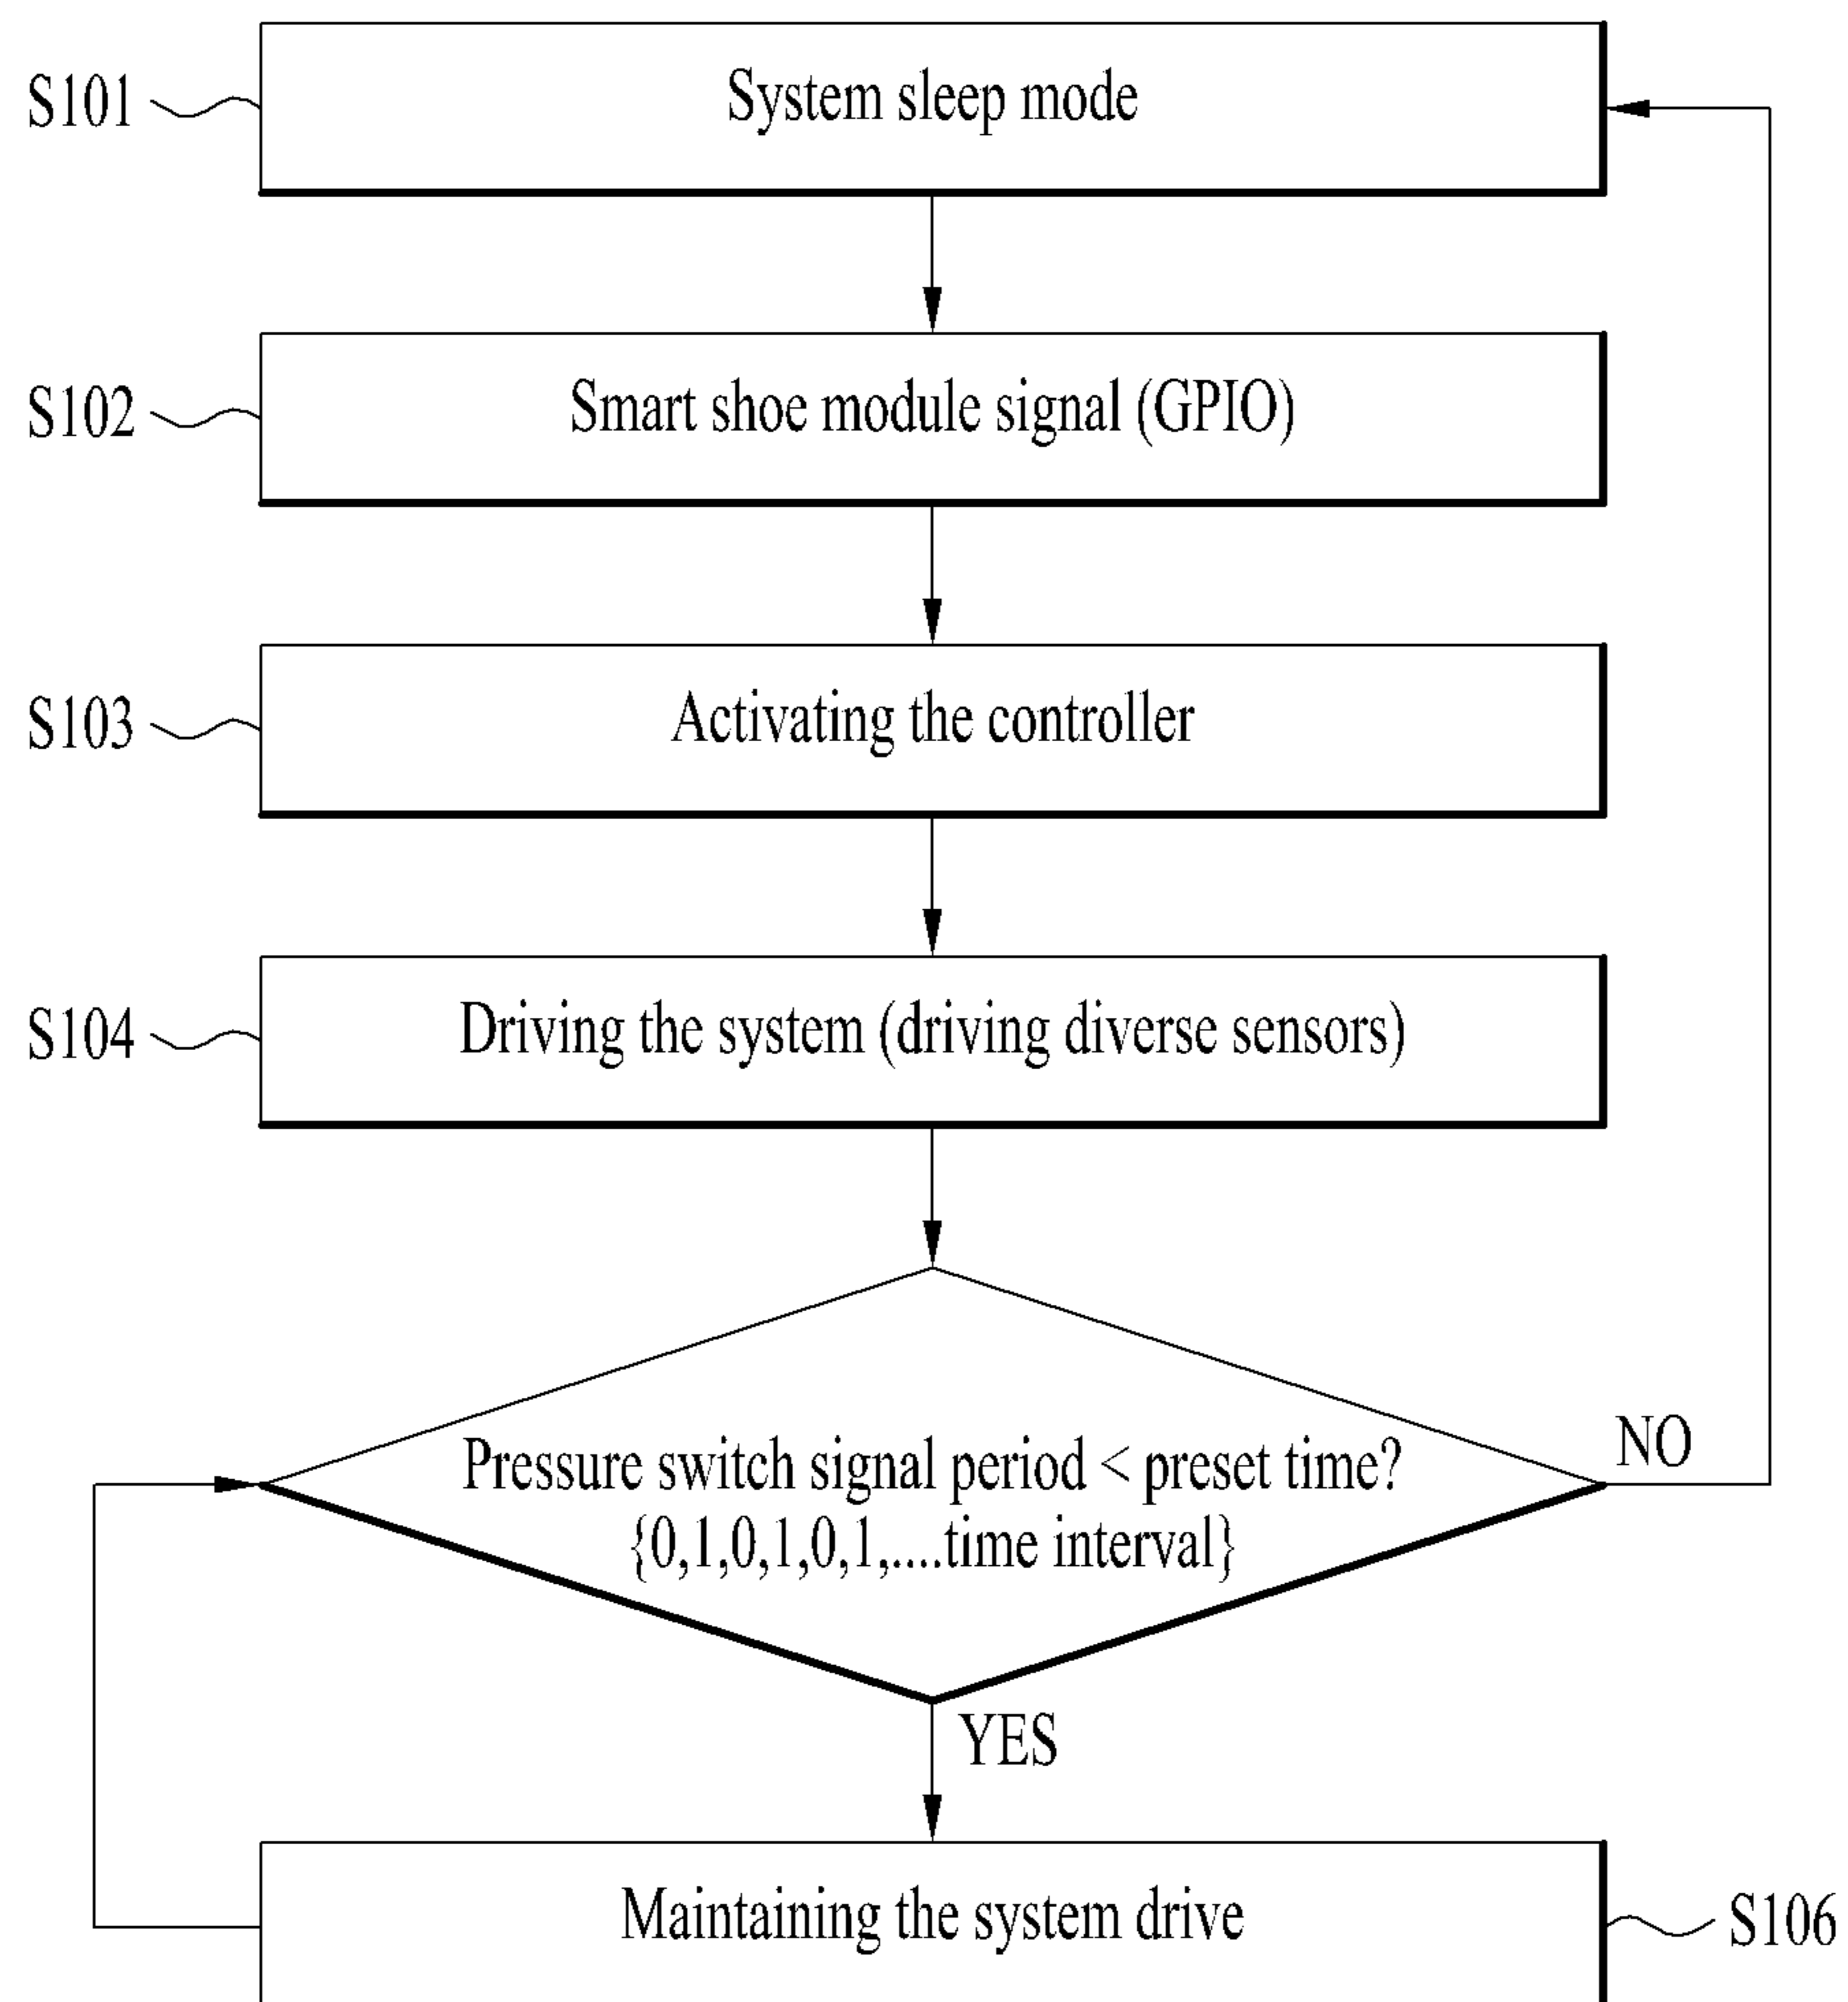 S101
System sleep mode
S102
Smart shoe module signal (GPIO)
S103
Activating the controller
S104
Driving the system (driving diverse sensors)
NO
Pressure switch signal period < preset time?
{0,1,0,1,0,1,....time interval}
YES
Maintaining the system drive
S106